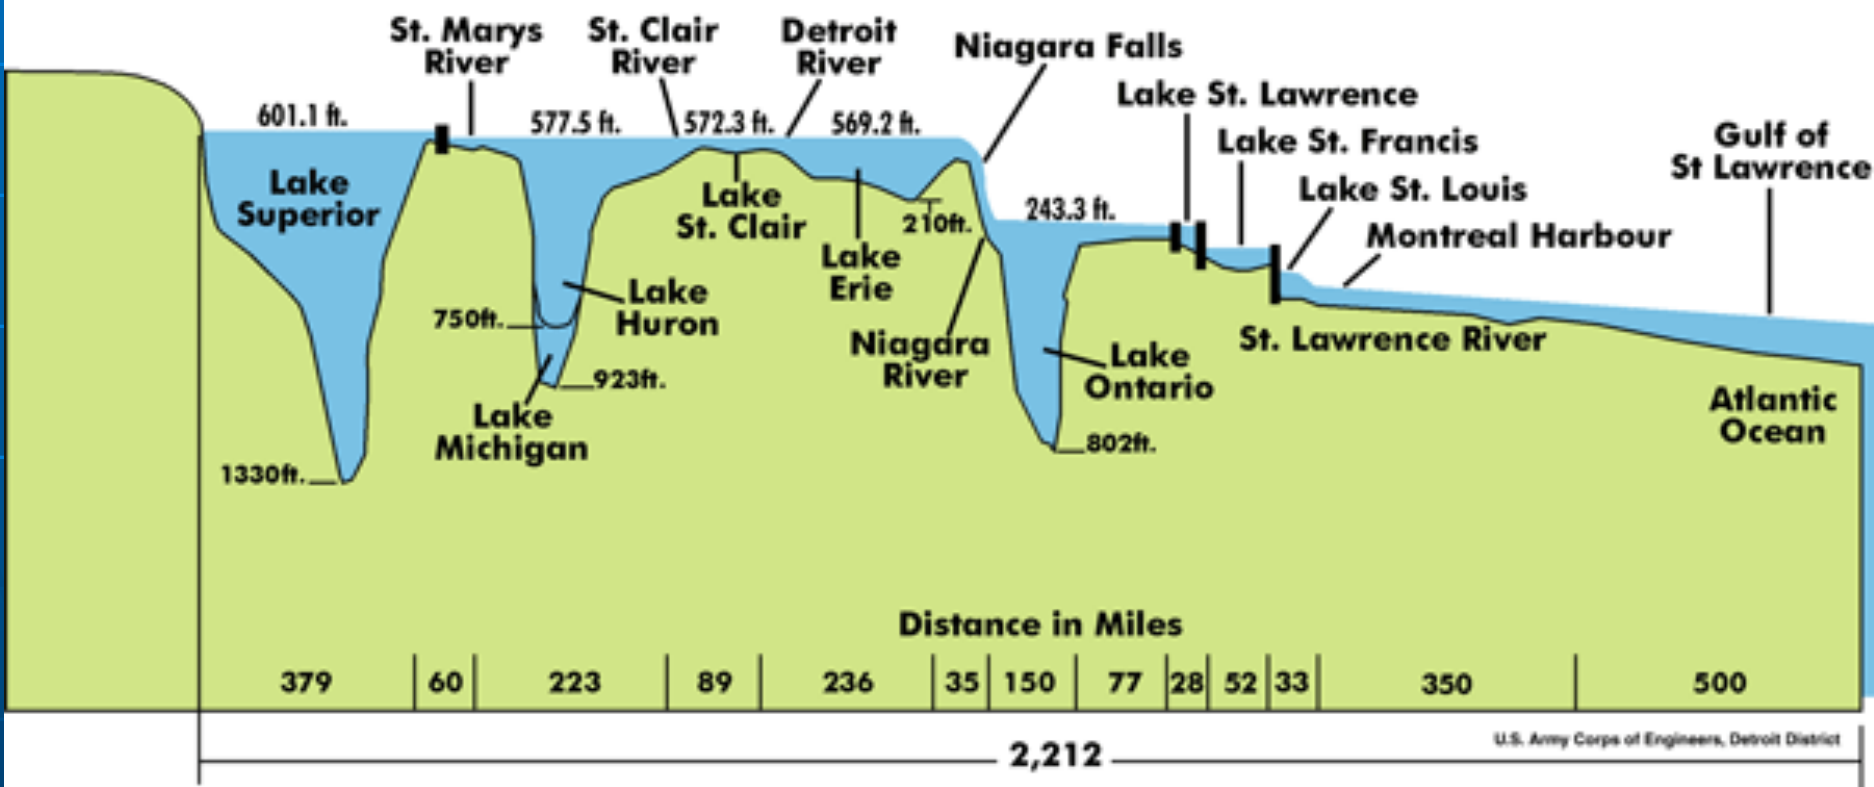 St. Marys
River
St. Clair
River
Detroit
River
Niagara Falls
Lake St. Lawrence
Lake St. Francis
Lake St. Louis
Montreal Harbour
Gulf of
St Lawrence
601.1 ft.
577.5 ft.
572.3 ft.
569.2 ft.
243.3 ft.
Lake
Superior
Lake
St. Clair
210ft.
Lake
Erie
Lake
Huron
750ft.
923ft.
Lake
Michigan
1330ft.
Niagara
River
Lake
Ontario
802ft.
St. Lawrence River
Atlantic
Ocean
Distance in Miles
379 60 223 89 236 35 150 77 28 52 33 350 500
U.S. Army Corps of Engineers, Detroit District
2,212